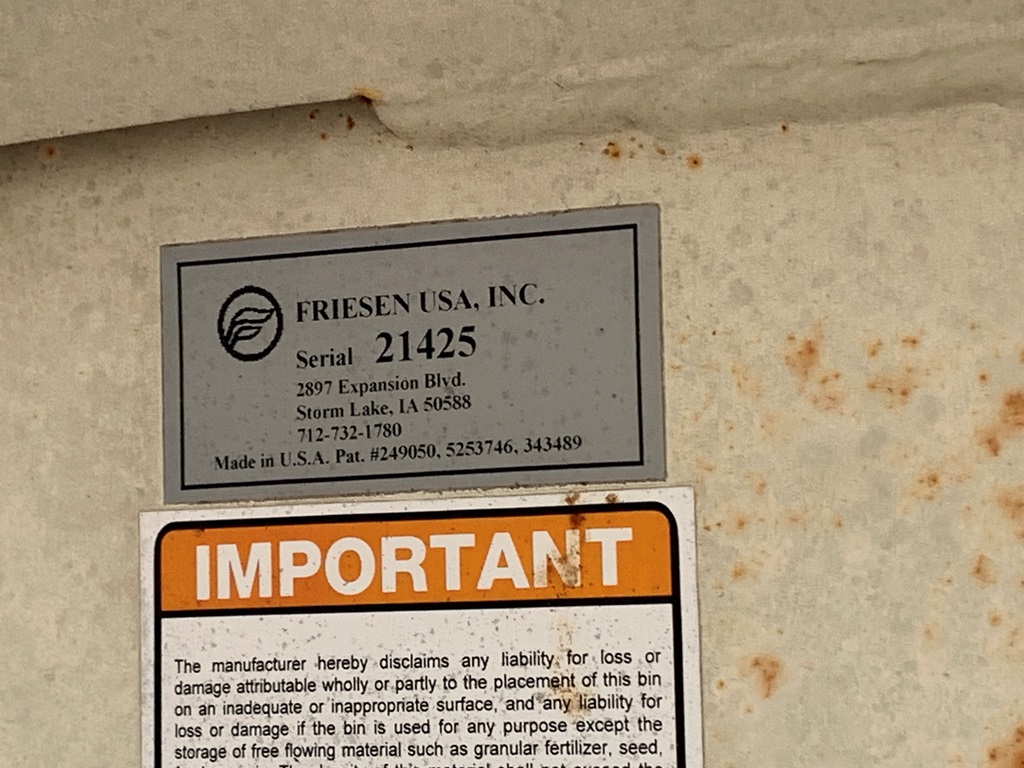 FRIESEN USA, INC.
Serial 21425
2897 Expansion Blvd.
Storm Lake, IA 50588
712-732-1780
Made in U.S.A. Pat. #249050, 5253746, 343489
IMPORTANT
The manufacturer hereby disclaims any liability for loss or
damage attributable wholly or partly to the placement of this bin
on an inadequate or inappropriate surface, and any liability for
loss or damage if the bin is used for any purpose except the
storage of free flowing material such as granular fertilizer, seed,